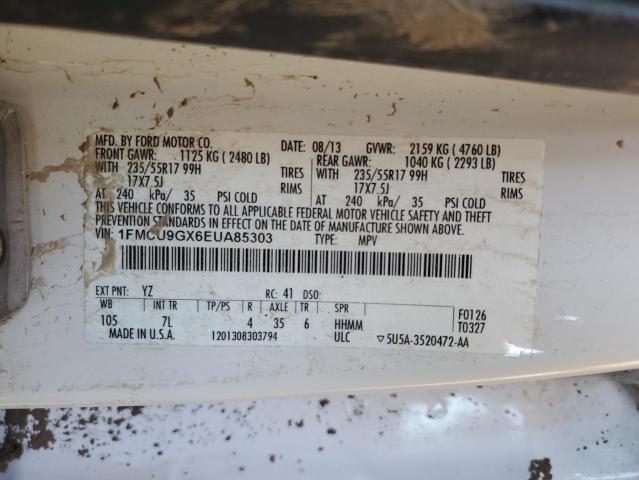 MFD. BY FORD MOTOR CO. DATE: 08/13 GVWR: 2159 KG ( 4760 LB)
FRONT GAWR: 1125 KG ( 2480 LB) REAR GAWR: 1040 KG ( 2293 LB)
WITH 235/55R17 99H TIRES WITH 235/55R17 99H TIRES
17X7.5J RIMS 17X7.5J RIMS
AT 240 kPa/ 35 PSI COLD AT 240 kPa/ 35 PSI COLD
THIS VEHICLE CONFORMS TO ALL APPLICABLE FEDERAL MOTOR VEHICLE SAFETY AND THEFT
PREVENTION STANDARDS IN EFFECT ON THE DATE OF MANUFACTURE SHOWN ABOVE.
VIN: 1FMCU9GX6EUA85303 TYPE: MPV
EXT PNT: YZ RC: 41 DSO:
WB INT TR TP/PS R AXLE TR SPR F0126
105 7L 4 35 6 HHMM T0327
MADE IN U.S.A. 1201308303794 ULC ▽5U5A-3520472-AA